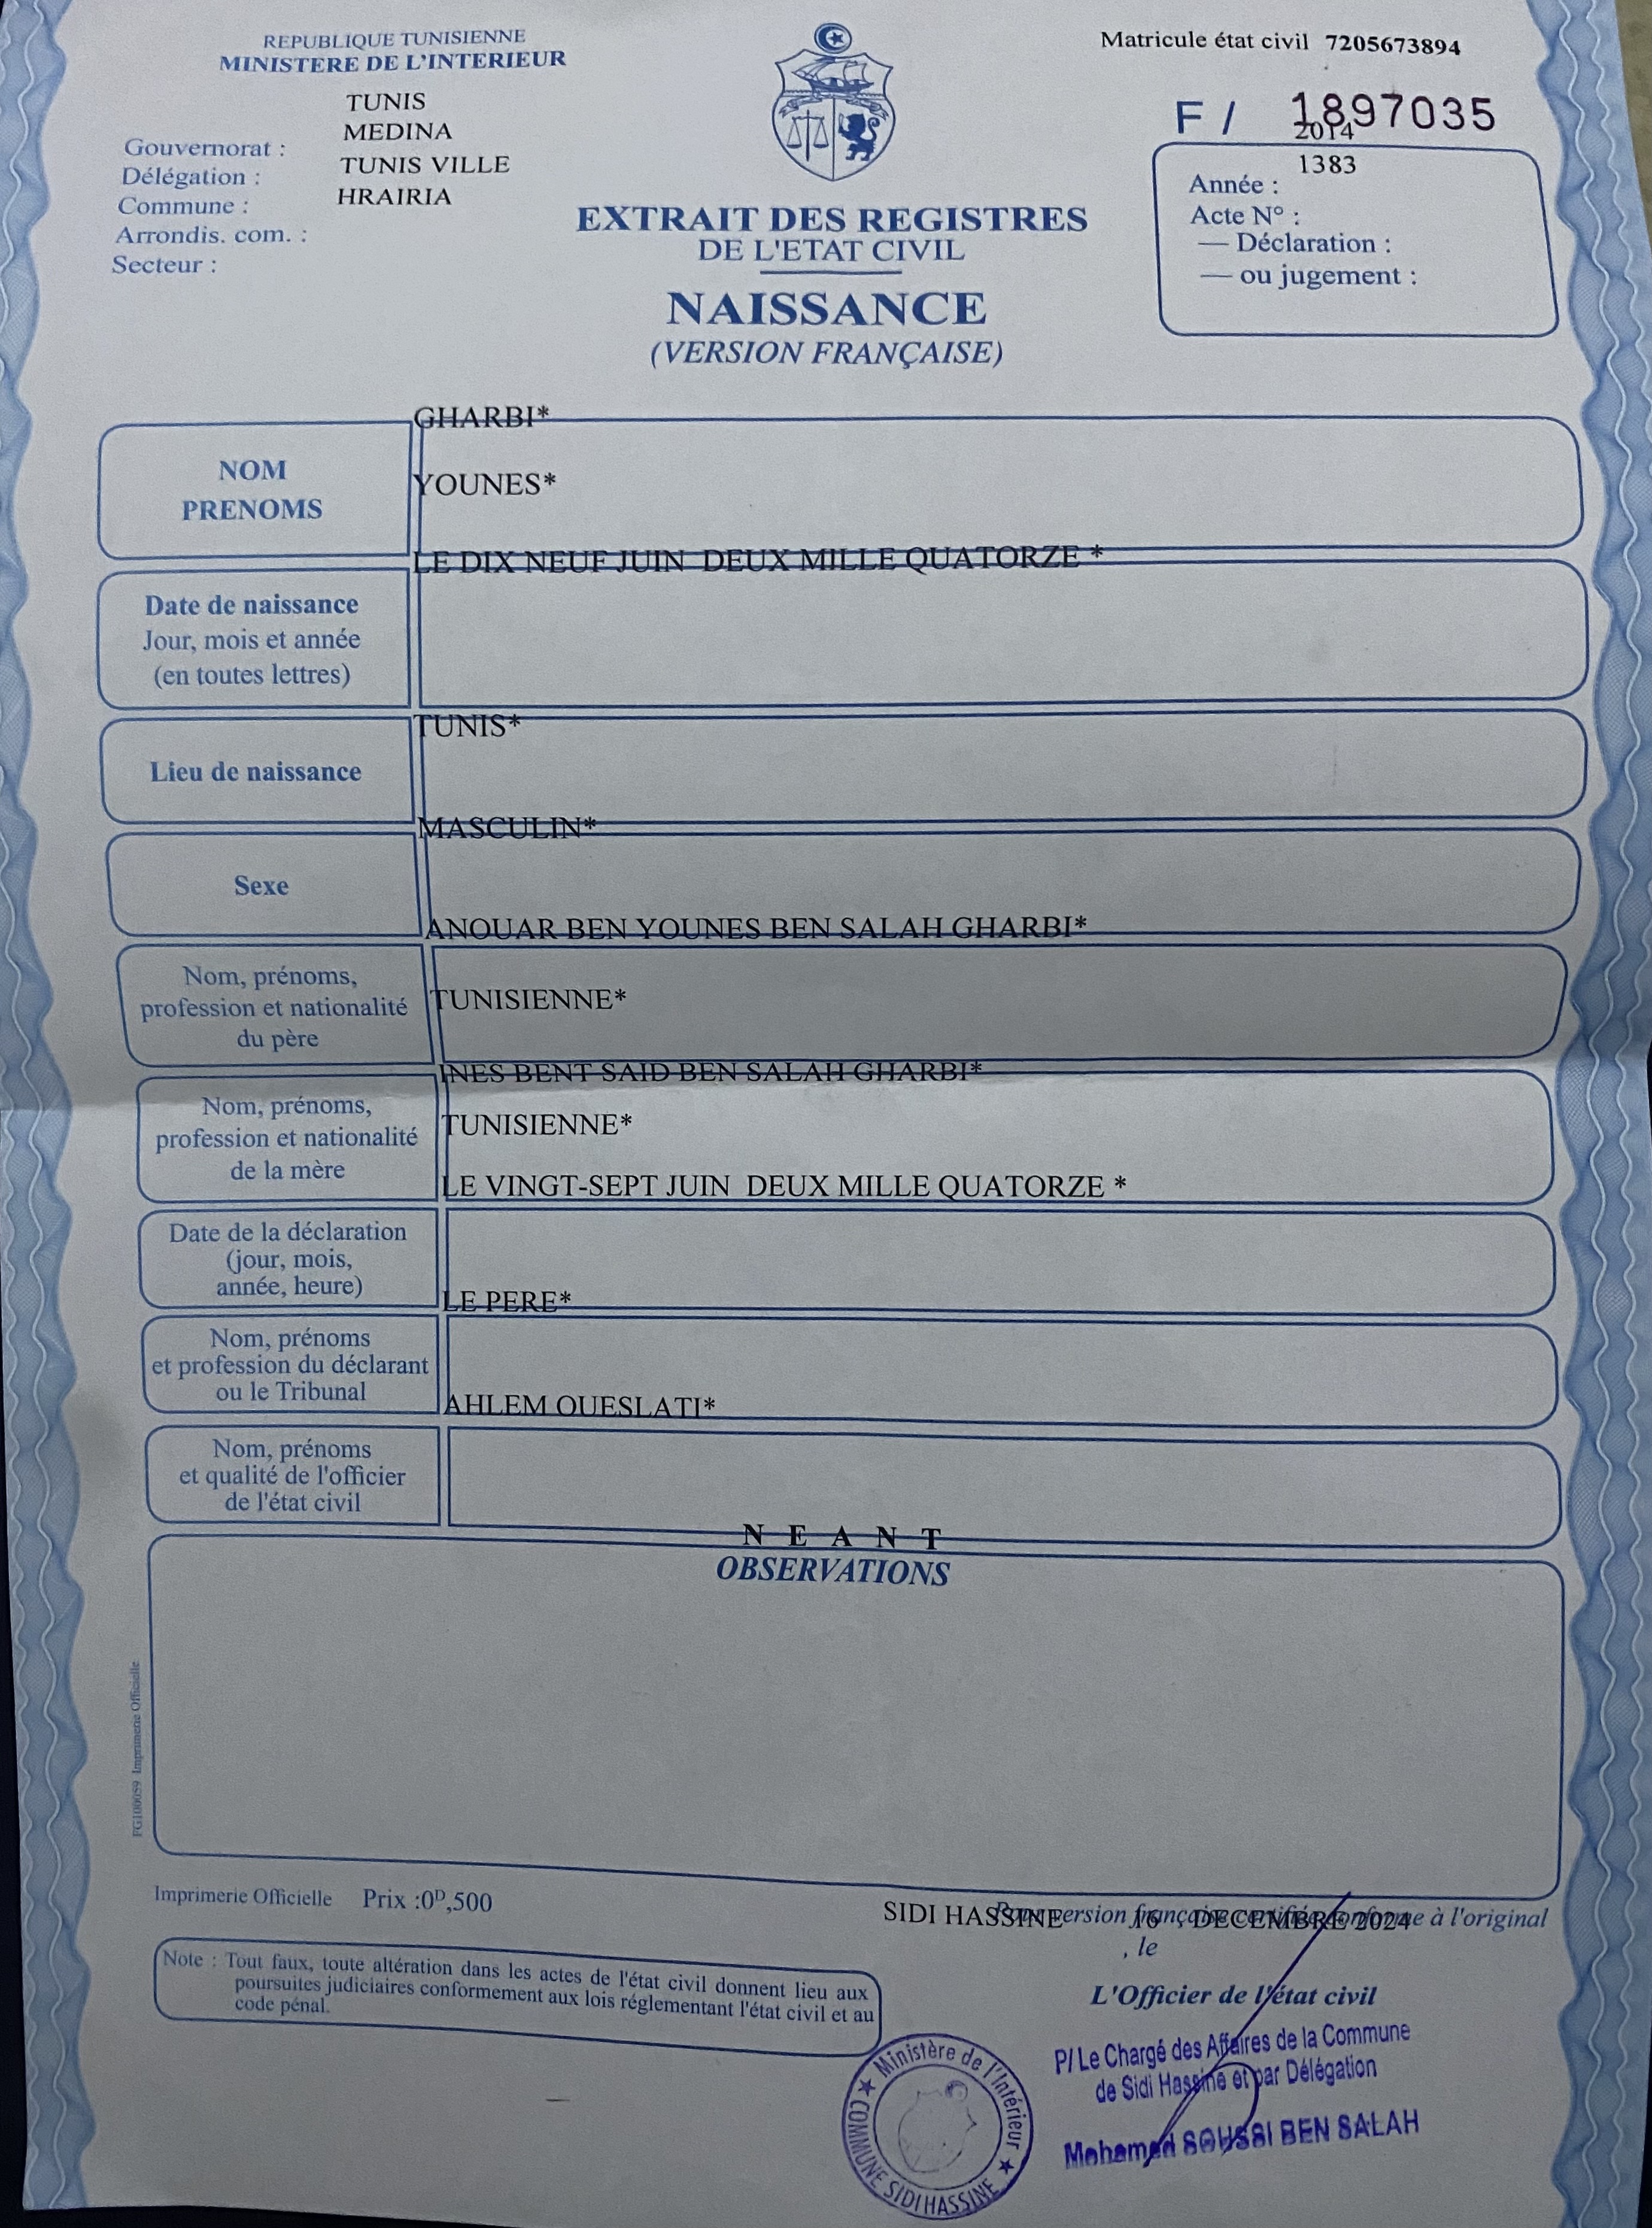 REPUBLIQUE TUNISIENNE
MINISTERE DE L'INTERIEUR
TUNIS
MEDINA
Gouvernorat :
TUNIS VILLE
Délégation :
HRAIRIA
Commune :
Arrondis. com. :
Secteur :
Matricule état civil 7205673894
F / 1897035
2014
1383
Année :
Acte N° :
— Déclaration :
— ou jugement :
EXTRAIT DES REGISTRES
DE L'ETAT CIVIL
NAISSANCE
(VERSION FRANÇAISE)
GHARBI*
NOM
YOUNES*
PRENOMS
LE DIX NEUF JUIN DEUX MILLE QUATORZE *
Date de naissance
Jour, mois et année
(en toutes lettres)
TUNIS*
Lieu de naissance
MASCULIN*
Sexe
ANOUAR BEN YOUNES BEN SALAH GHARBI*
Nom, prénoms,
profession et nationalité
du père
TUNISIENNE*
INES BENT SAID BEN SALAH GHARBI*
Nom, prénoms,
profession et nationalité
de la mère
TUNISIENNE*
LE VINGT-SEPT JUIN DEUX MILLE QUATORZE *
Date de la déclaration
(jour, mois,
année, heure)
LE PERE*
Nom, prénoms
et profession du déclarant
ou le Tribunal
AHLEM OUESLATI*
Nom, prénoms
et qualité de l'officier
de l'état civil
N E A N T
OBSERVATIONS
FG100059 Imprimerie Officielle
Imprimerie Officielle Prix :0ᴰ,500
SIDI HASSINE 16 DECEMBRE 2024
Pour version française certifiée conforme à l'original
, le
Note : Tout faux, toute altération dans les actes de l'état civil donnent lieu aux
poursuites judiciaires conformement aux lois réglementant l'état civil et au
code pénal.
L'Officier de l'état civil
P/ Le Chargé des Affaires de la Commune
de Sidi Hassine et par Délégation
Mohamed SOUSSI BEN SALAH
★ Ministère de l'Intérieur ★
COMMUNE SIDI HASSINE